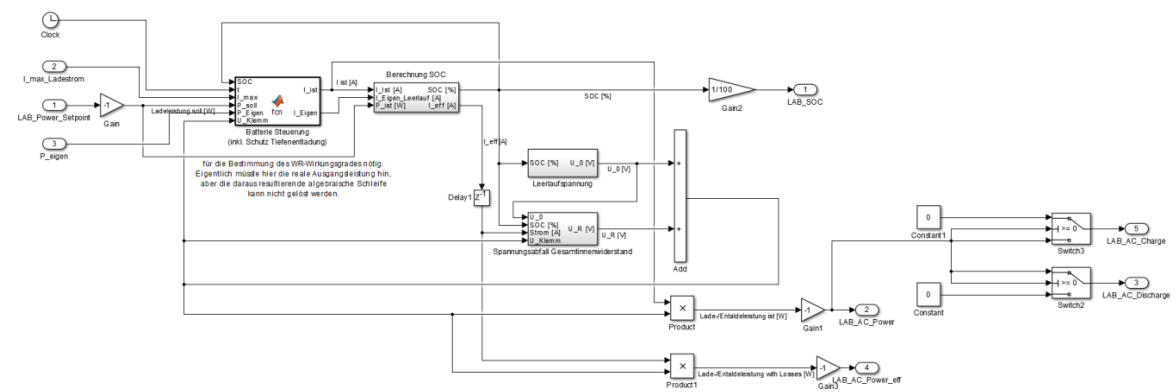 Clock
2
I_max_Ladestrom
1
LAB_Power_Setpoint
-1
Gain
3
P_eigen
Ladeleistung soll [W]
SOC
t
I_max
P_soll
P_Eigen
U_Klemm
fcn
I_ist
I_Eigen
Batterie Steuerung
(inkl. Schutz Tiefenentladung)
für die Bestimmung des WR-Wirkungsgrades nötig.
Eigentlich müsste hier die reale Ausgangsleistung hin,
aber die daraus resultierende algebraische Schleife
kann nicht gelöst werden.
I ist [A]
Berechnung SOC
I_Ist [A]
I_Eigen_Leerlauf [A]
P_ist [W]
SOC [%]
I_eff [A]
SOC [%]
1/100
Gain2
1
LAB_SOC
I_eff[A]
Delay1
Z-1
SOC [%]
U_0 [V]
Leerlaufspannung
U_0 [V]
U_0
SOC [%]
Strom [A]
U_Klemm
U_R [V]
U_R [V]
Spannungsabfall Gesamtinnenwiderstand
+
+
Add
×
Product
Lade-/Entaldeleistung ist [W]
-1
Gain1
2
LAB_AC_Power
×
Product1
Lade-/Entaldeleistung with Losses [W]
-1
Gain3
4
LAB_AC_Power_eff
0
Constant1
>= 0
Switch3
5
LAB_AC_Charge
0
Constant
>= 0
Switch2
3
LAB_AC_Discharge